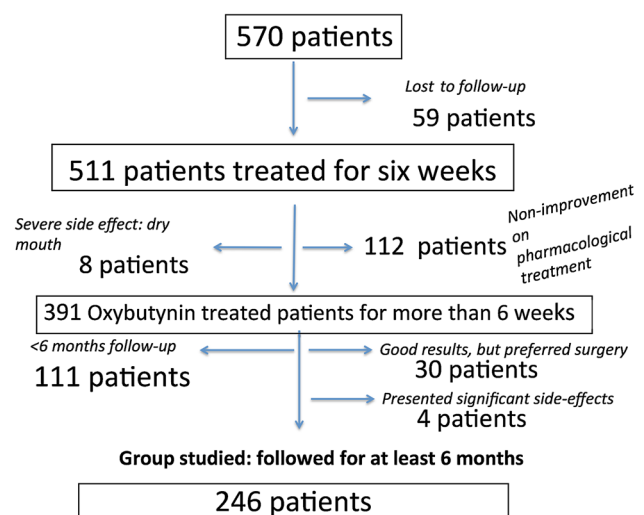 570 patients
Lost to follow-up
59 patients
511 patients treated for six weeks
Severe side effect: dry
mouth
8 patients
112 patients
Non-improvement
on
pharmacological
treatment
391 Oxybutynin treated patients for more than 6 weeks
<6 months follow-up
111 patients
Good results, but preferred surgery
30 patients
Presented significant side-effects
4 patients
Group studied: followed for at least 6 months
246 patients